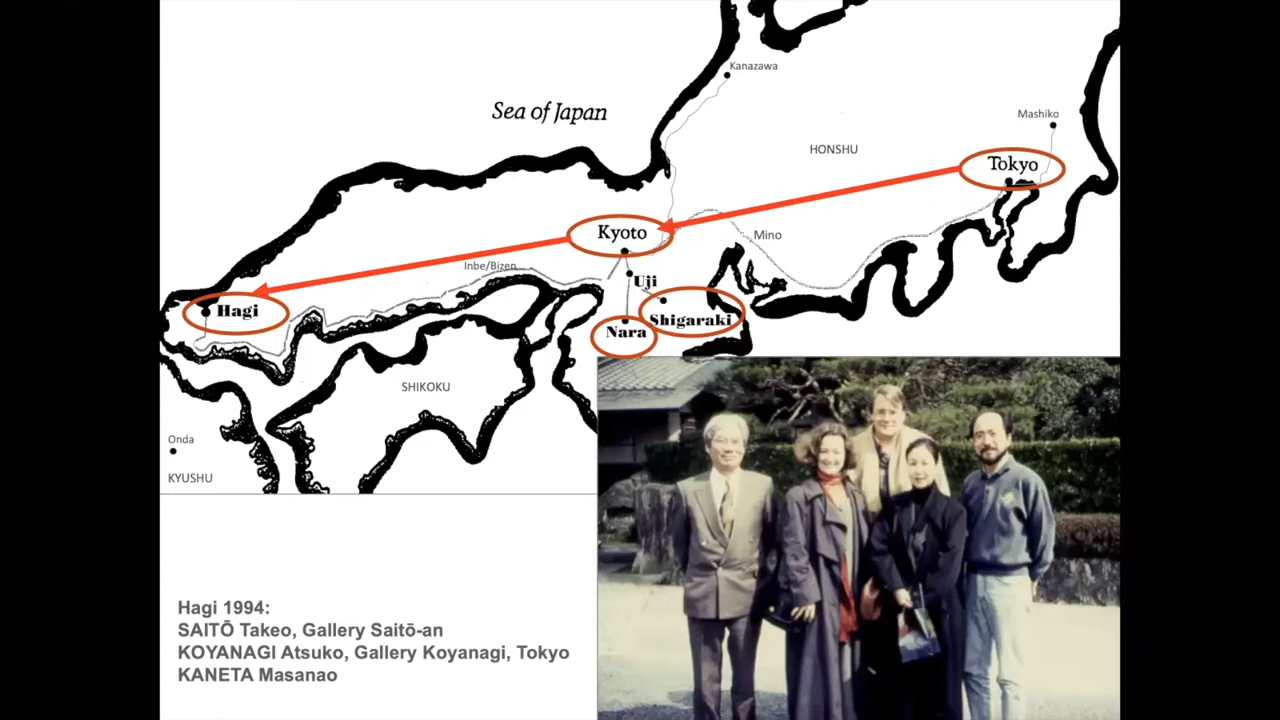 Kanazawa
Sea of Japan
Mashiko
HONSHU
Tokyo
Kyoto
Mino
Inbe/Bizen
Uji
Hagi
Shigaraki
Nara
SHIKOKU
Onda
KYUSHU
Hagi 1994:
SAITŌ Takeo, Gallery Saitō-an
KOYANAGI Atsuko, Gallery Koyanagi, Tokyo
KANETA Masanao